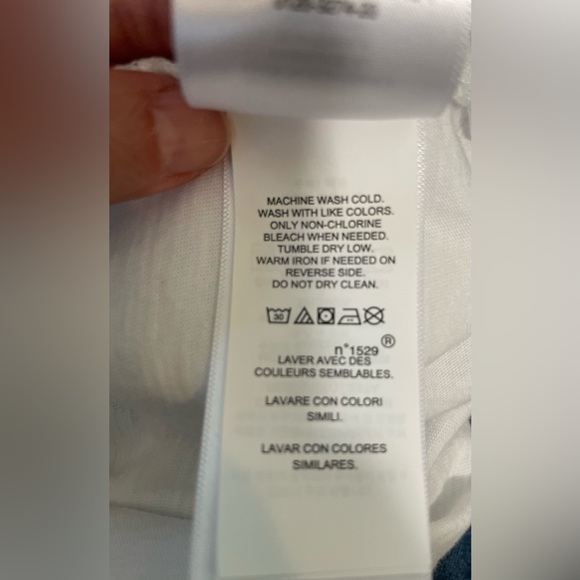 MACHINE WASH COLD.
WASH WITH LIKE COLORS.
ONLY NON-CHLORINE
BLEACH WHEN NEEDED.
TUMBLE DRY LOW.
WARM IRON IF NEEDED ON
REVERSE SIDE.
DO NOT DRY CLEAN.
30
n°1529 ®
LAVER AVEC DES
COULEURS SEMBLABLES.
LAVARE CON COLORI
SIMILI.
LAVAR CON COLORES
SIMILARES.